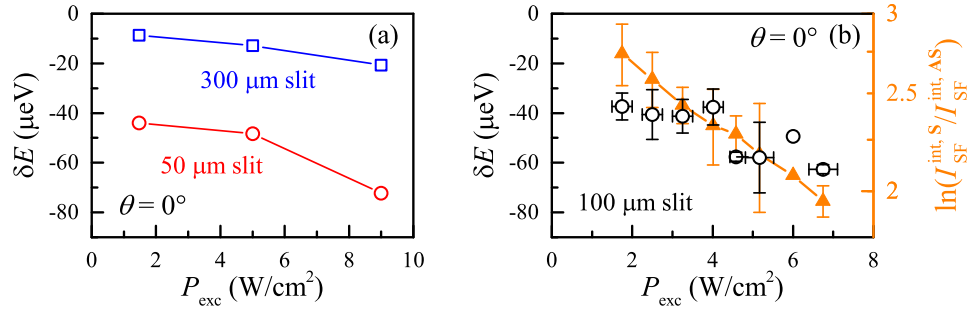 0
-20
-40
-60
-80
δE (μeV)
(a)
300 μm slit
50 μm slit
θ = 0°
0 2 4 6 8 10
P_exc (W/cm²)
0
-20
-40
-60
-80
δE (μeV)
θ = 0° (b)
100 μm slit
0 2 4 6 8
P_exc (W/cm²)
3
2.5
2
ln(I_SF^int, S/I_SF^int, AS)